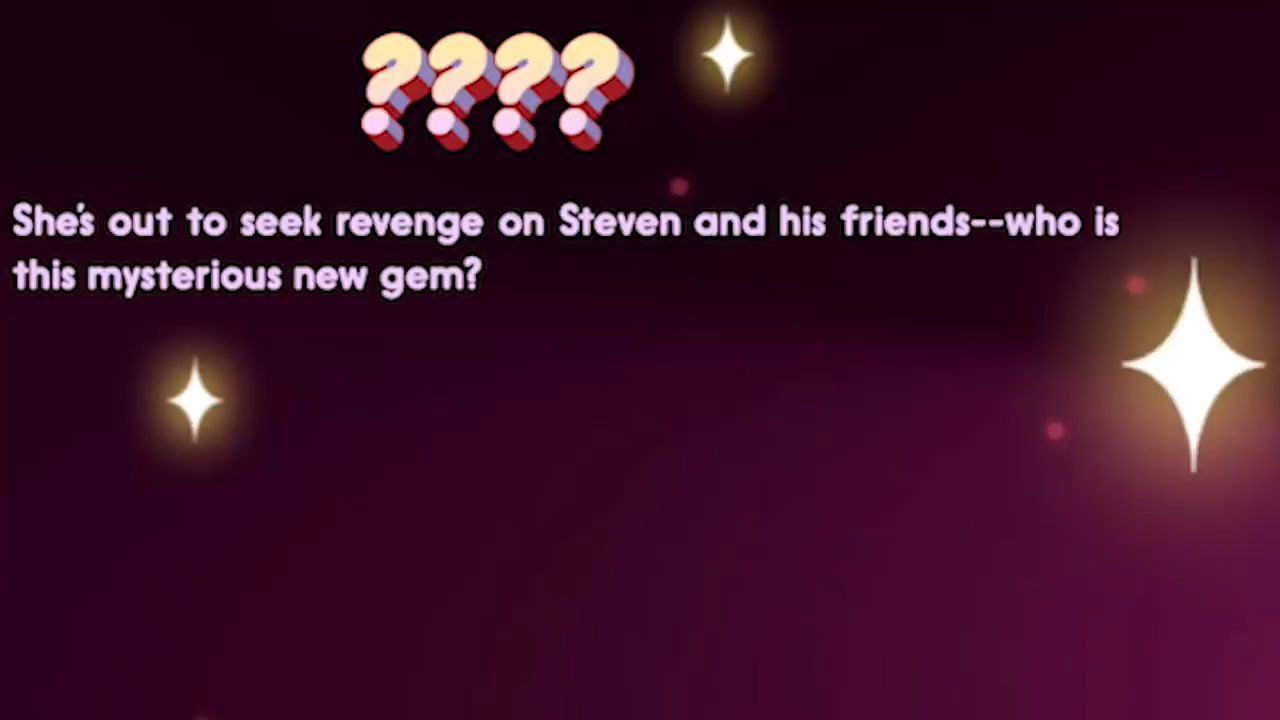 ????
She's out to seek revenge on Steven and his friends--who is
this mysterious new gem?